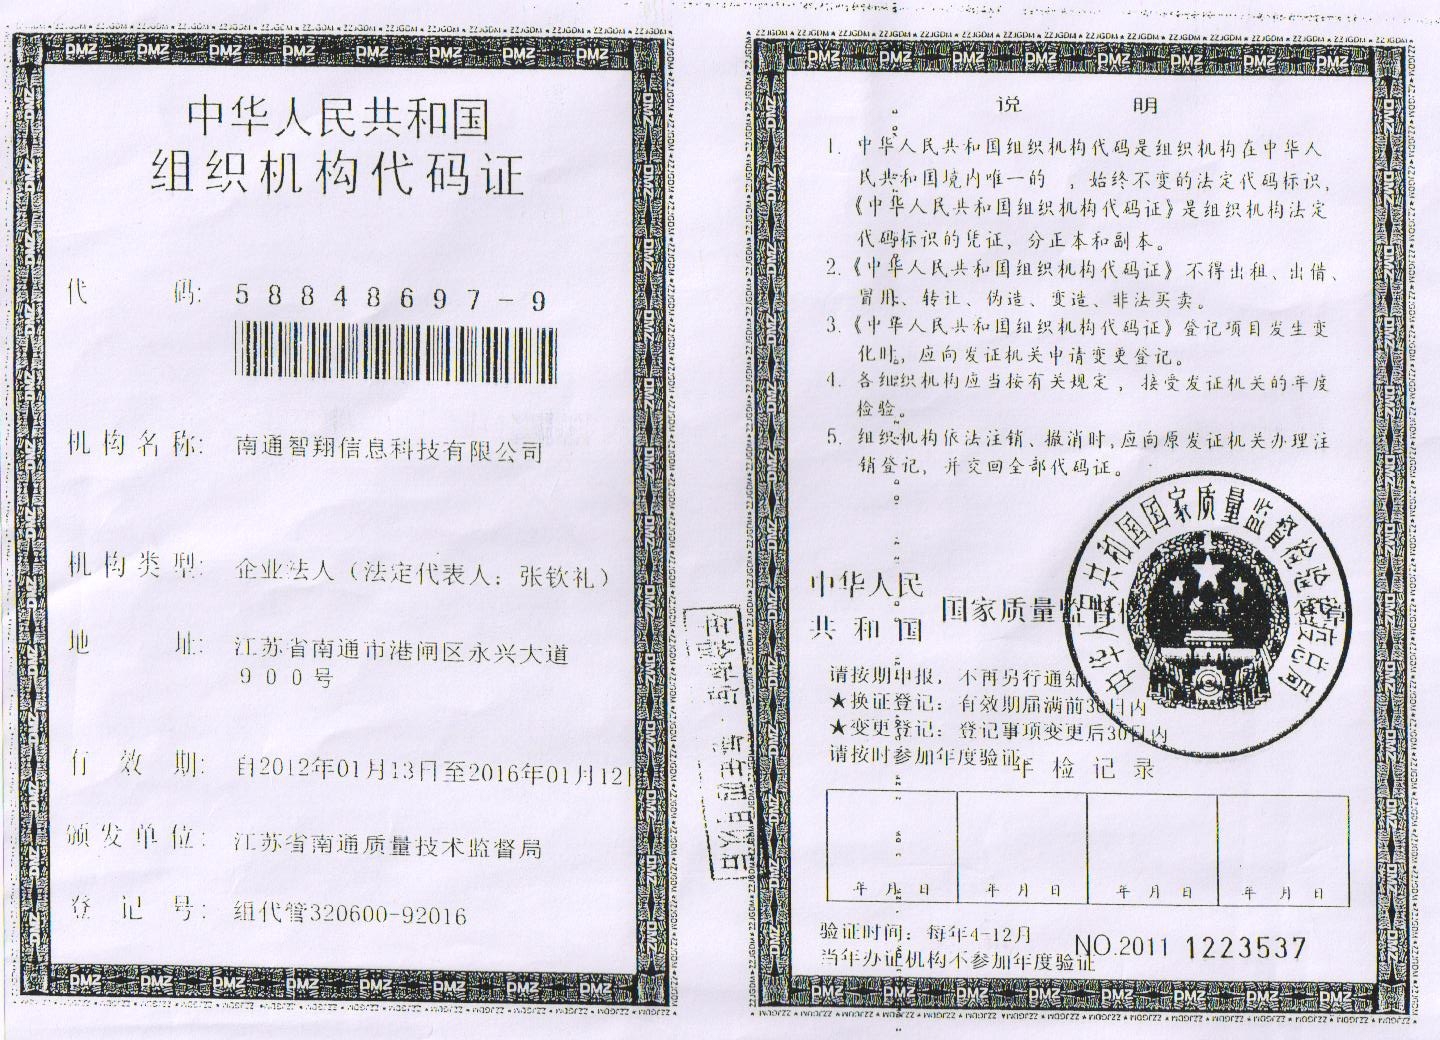 中华人民共和国
组织机构代码证
代 码: 58848697-9
机构名称: 南通智翔信息科技有限公司
机构类型: 企业法人（法定代表人：张钦礼）
地 址: 江苏省南通市港闸区永兴大道
900号
有 效 期: 自2012年01月13日至2016年01月12日
颁发单位: 江苏省南通质量技术监督局
登 记 号: 组代管320600-92016
说 明
1. 中华人民共和国组织机构代码是组织机构在中华人
民共和国境内唯一的 ，始终不变的法定代码标识，
《中华人民共和国组织机构代码证》是组织机构法定
代码标识的凭证，分正本和副本。
2.《中华人民共和国组织机构代码证》不得出租、出借、
冒用、转让、伪造、变造、非法买卖。
3.《中华人民共和国组织机构代码证》登记项目发生变
化时，应向发证机关申请变更登记。
4. 各组织机构应当按有关规定，接受发证机关的年度
检验。
5. 组织机构依法注销、撤消时，应向原发证机关办理注
销登记，并交回全部代码证。
中华人民共和国国家质量监督检验检疫总局
中华人民
共 和 国
国家质量监督
签章
请按期申报，不再另行通知
★换证登记：有效期届满前30日内
★变更登记：登记事项变更后30日内
请按时参加年度验证
年 检 记 录
年 月 日 年 月 日 年 月 日 年 月 日
验证时间：每年4-12月
当年办证机构不参加年度验证
NO.2011 1223537